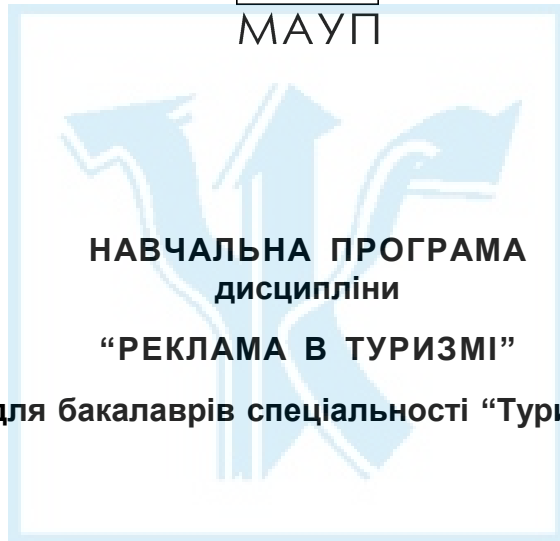 МАУП
НАВЧАЛЬНА ПРОГРАМА
дисципліни
“РЕКЛАМА В ТУРИЗМІ”
для бакалаврів спеціальності